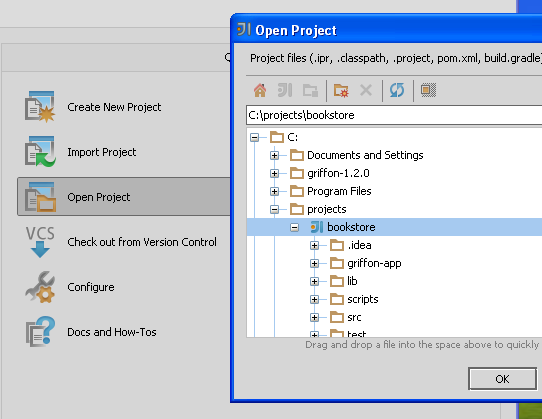 Create New Project
Import Project
Open Project
VCS
Check out from Version Control
Configure
Docs and How-Tos
Open Project
Project files (.ipr, .classpath, .project, pom.xml, build.gradle)
C:\projects\bookstore
C:
Documents and Settings
griffon-1.2.0
Program Files
projects
bookstore
.idea
griffon-app
lib
scripts
src
test
Drag and drop a file into the space above to quickly
OK